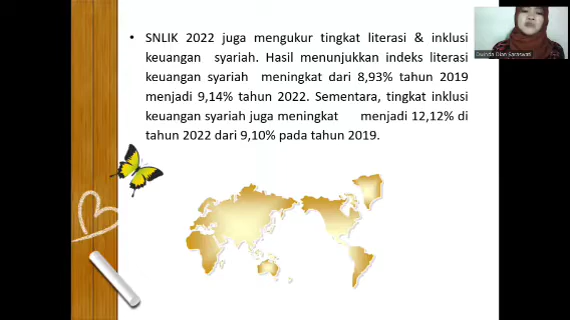 • SNLIK 2022 juga mengukur tingkat literasi & inklusi
keuangan syariah. Hasil menunjukkan indeks literasi
keuangan syariah meningkat dari 8,93% tahun 2019
menjadi 9,14% tahun 2022. Sementara, tingkat inklusi
keuangan syariah juga meningkat menjadi 12,12% di
tahun 2022 dari 9,10% pada tahun 2019.
Dian Saraswati